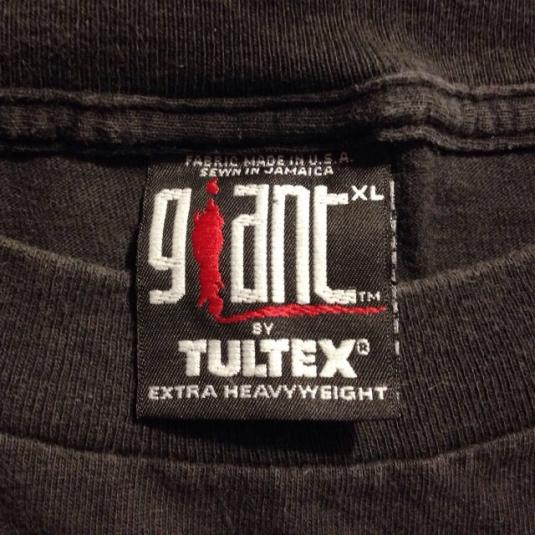 FABRIC MADE IN U.S.A.
SEWN IN JAMAICA
giant XL
TM
BY
TULTEX®
EXTRA HEAVYWEIGHT